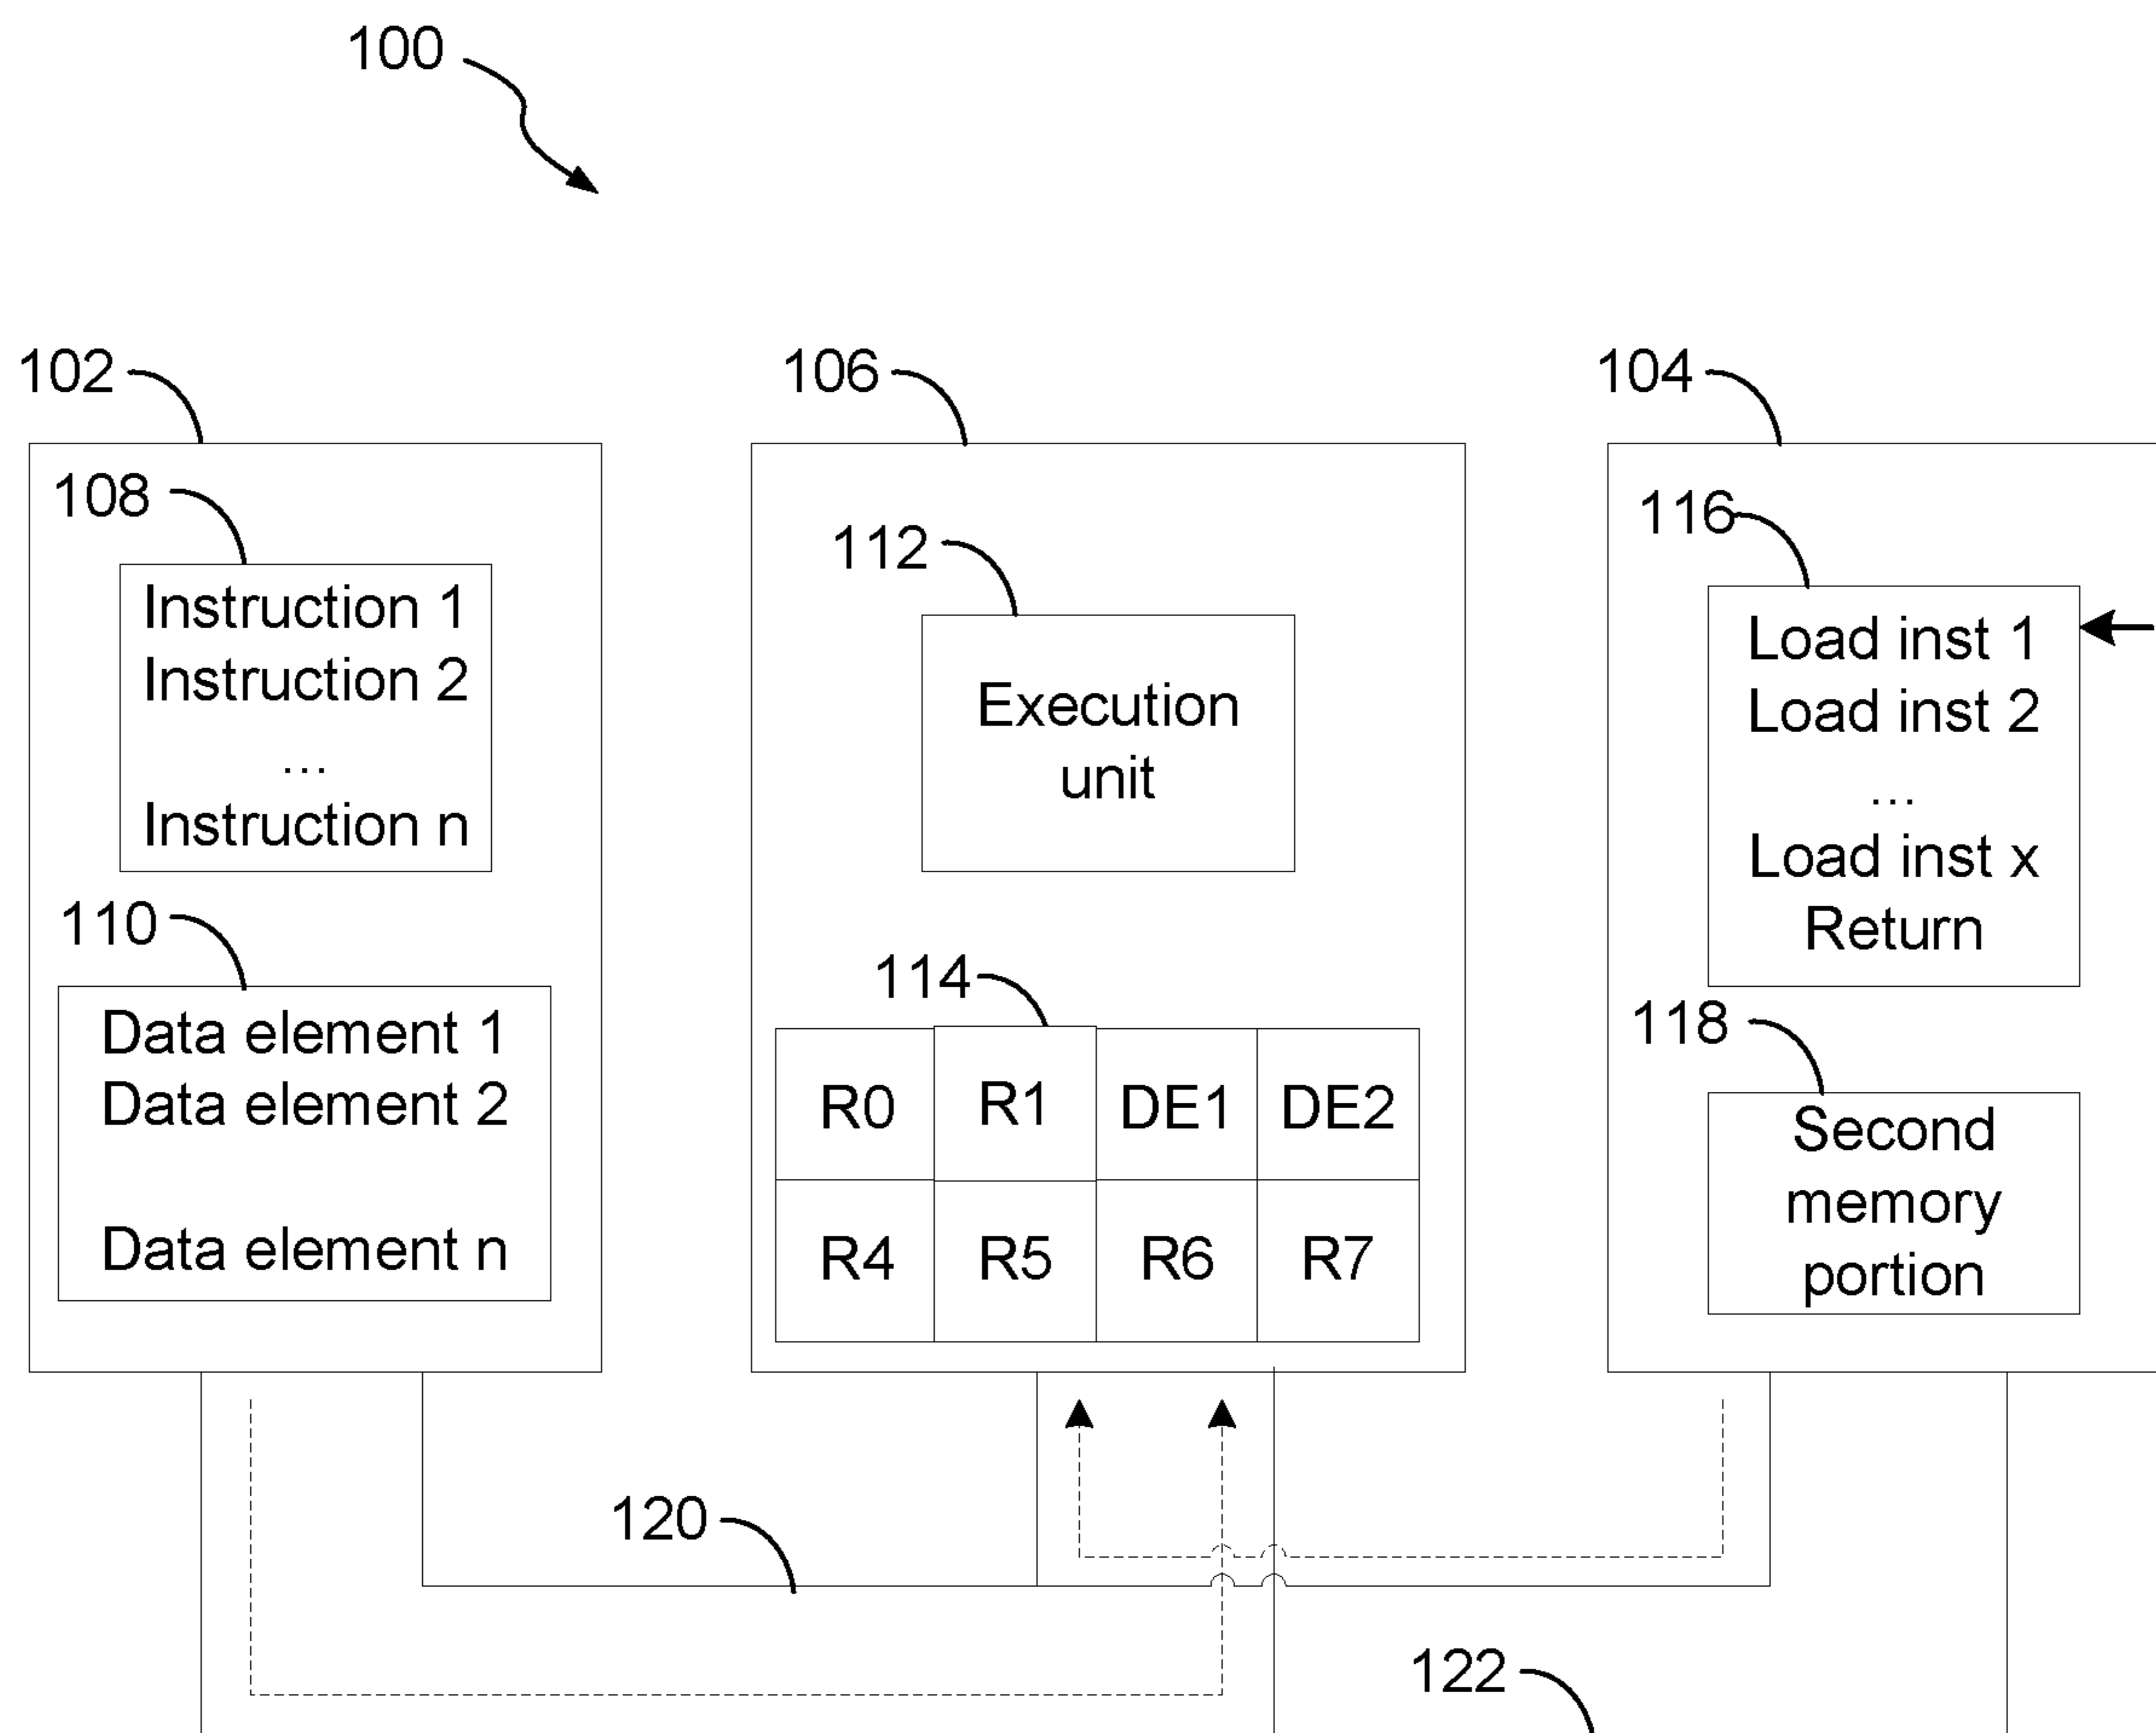 100
102
106
104
108
116
112
Instruction 1
Instruction 2
...
Instruction n
Execution
unit
Load inst 1
Load inst 2
...
Load inst x
Return
110
114
118
Data element 1
Data element 2
Data element n
R0 R1 DE1 DE2
R4 R5 R6 R7
Second
memory
portion
120
122